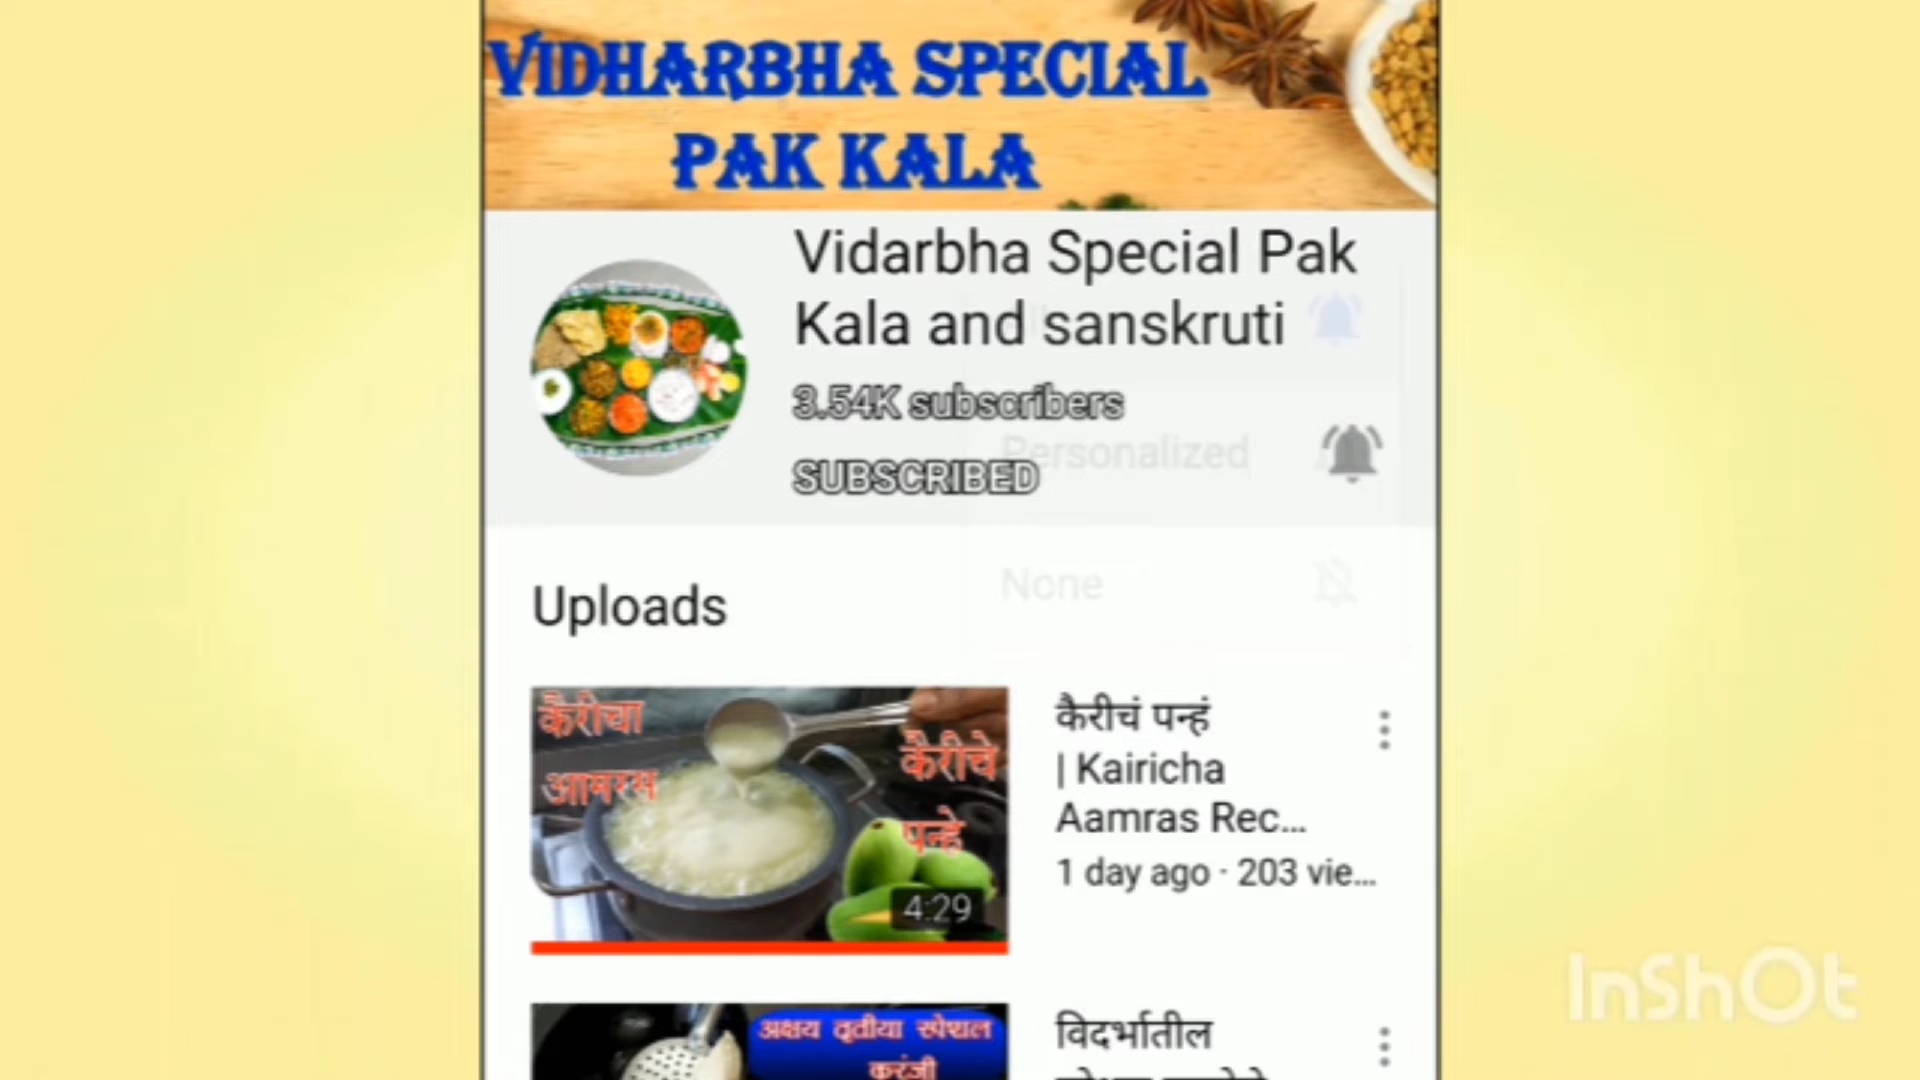 VIDHARBHA SPECIAL
PAK KALA
Vidarbha Special Pak
Kala and sanskruti
3.54K subscribers
Personalized
SUBSCRIBED
None
Uploads
कैरीचा
आमरस
कैरीचे
पन्हे
4:29
कैरीचं पन्हं
| Kairicha
Aamras Rec...
1 day ago · 203 vie...
अक्षय तृतीया स्पेशल
करंजी
विदर्भातील
InShOt